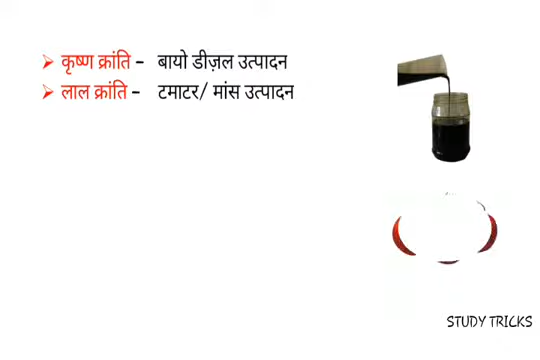 ➢ कृष्ण क्रांति – बायो डीज़ल उत्पादन
➢ लाल क्रांति – टमाटर/ मांस उत्पादन
STUDY TRICKS